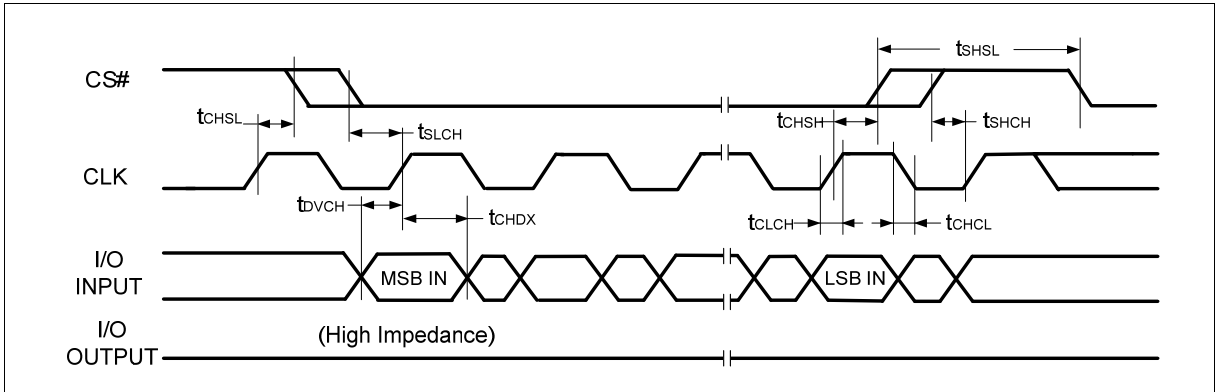 tSHSL
CS#
tCHSL
tSLCH
tCHSH
tSHCH
CLK
tDVCH
tCHDX
tCLCH
tCHCL
I/O
INPUT
MSB IN
LSB IN
I/O
OUTPUT
(High Impedance)